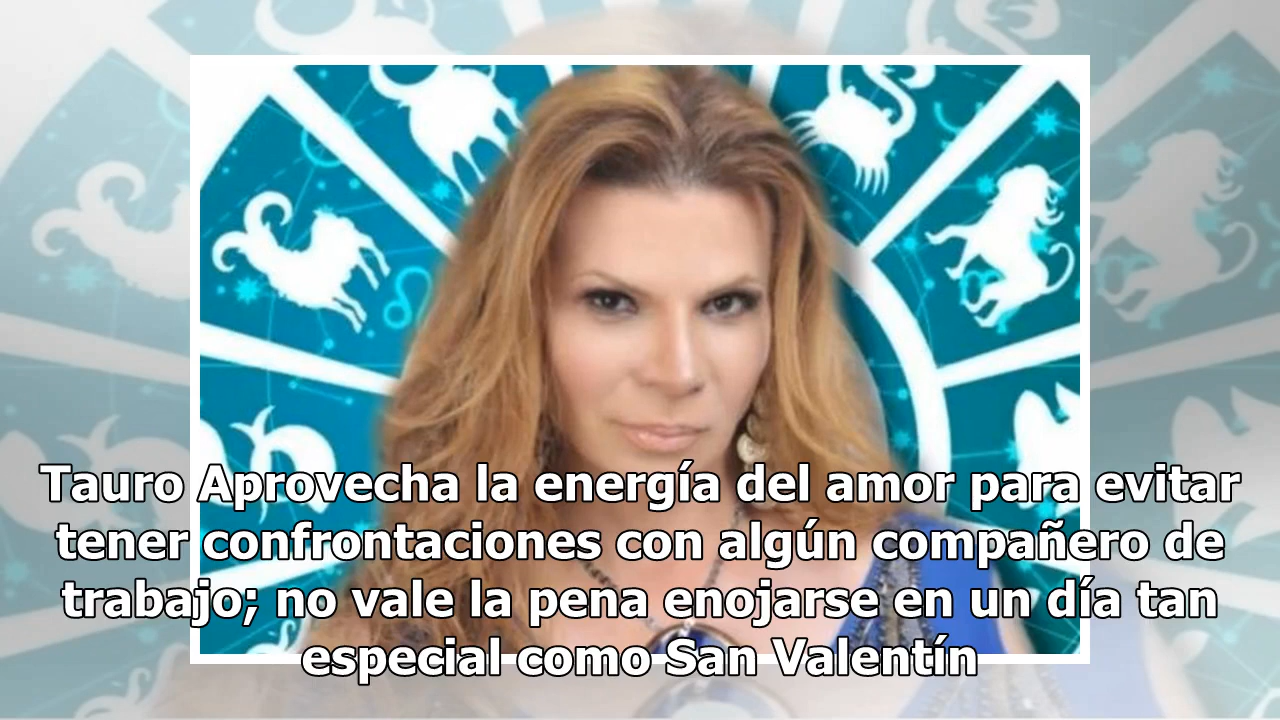 Tauro Aprovecha la energía del amor para evitar
tener confrontaciones con algún compañero de
trabajo; no vale la pena enojarse en un día tan
especial como San Valentín